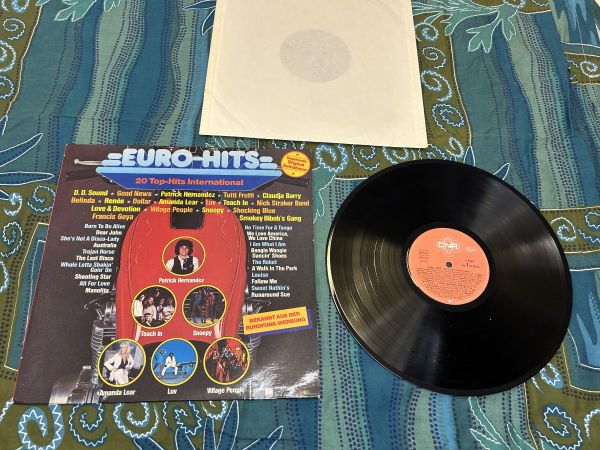 EURO-HITS
20 Top-Hits International
D.D. Sound ★ Good News ★ Patrick Hernandez ★ Tutti Frutti ★ Claudja Barry
Belinda ★ Renée ★ Dollar ★ Amanda Lear ★ Luv ★ Teach In ★ Nick Straker Band
Love & Devotion ★ Village People ★ Snoopy ★ Shocking Blue
Francis Goya
Smokey Bibob's Gang
Born To Be Alive
Dear John
She's Not A Disco-Lady
Australia
Trojan Horse
The Last Disco
Whole Lotta Shakin'
Goin' On
Shooting Star
All For Love
Manolita
No Time For A Tango
We Love America,
We Love China
I Am What I Am
Boogie Woogie
Dancin' Shoes
The Robot
A Walk In The Park
Louise
Follow Me
Sweet Nothin's
Runaround Sue
Patrick Hernandez
Teach In
Snoopy
Amanda Lear
Luv
Village People
BEKANNT AUS DER
RUNDFUNK-WERBUNG
CNR